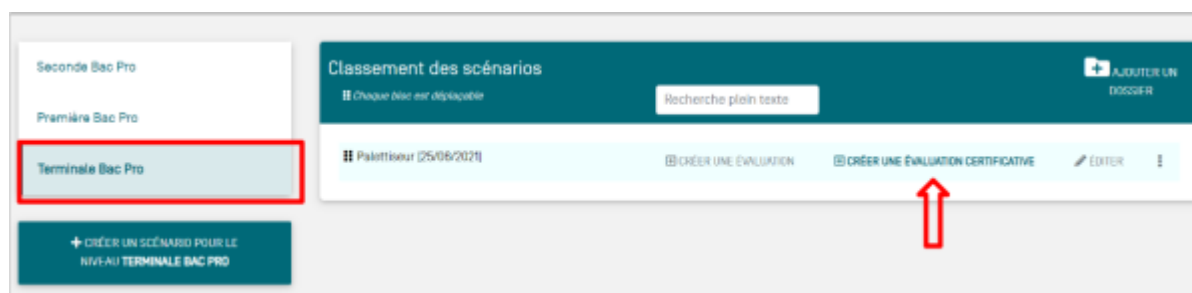 Seconde Bac Pro
Première Bac Pro
Terminale Bac Pro
+ CRÉER UN SCÉNARIO POUR LE
NIVEAU TERMINALE BAC PRO
Classement des scénarios
Chaque bloc est déplaçable
Recherche plein texte
AJOUTER UN
DOSSIER
Palettiseur (25/06/2021)
CRÉER UNE ÉVALUATION
CRÉER UNE ÉVALUATION CERTIFICATIVE
ÉDITER